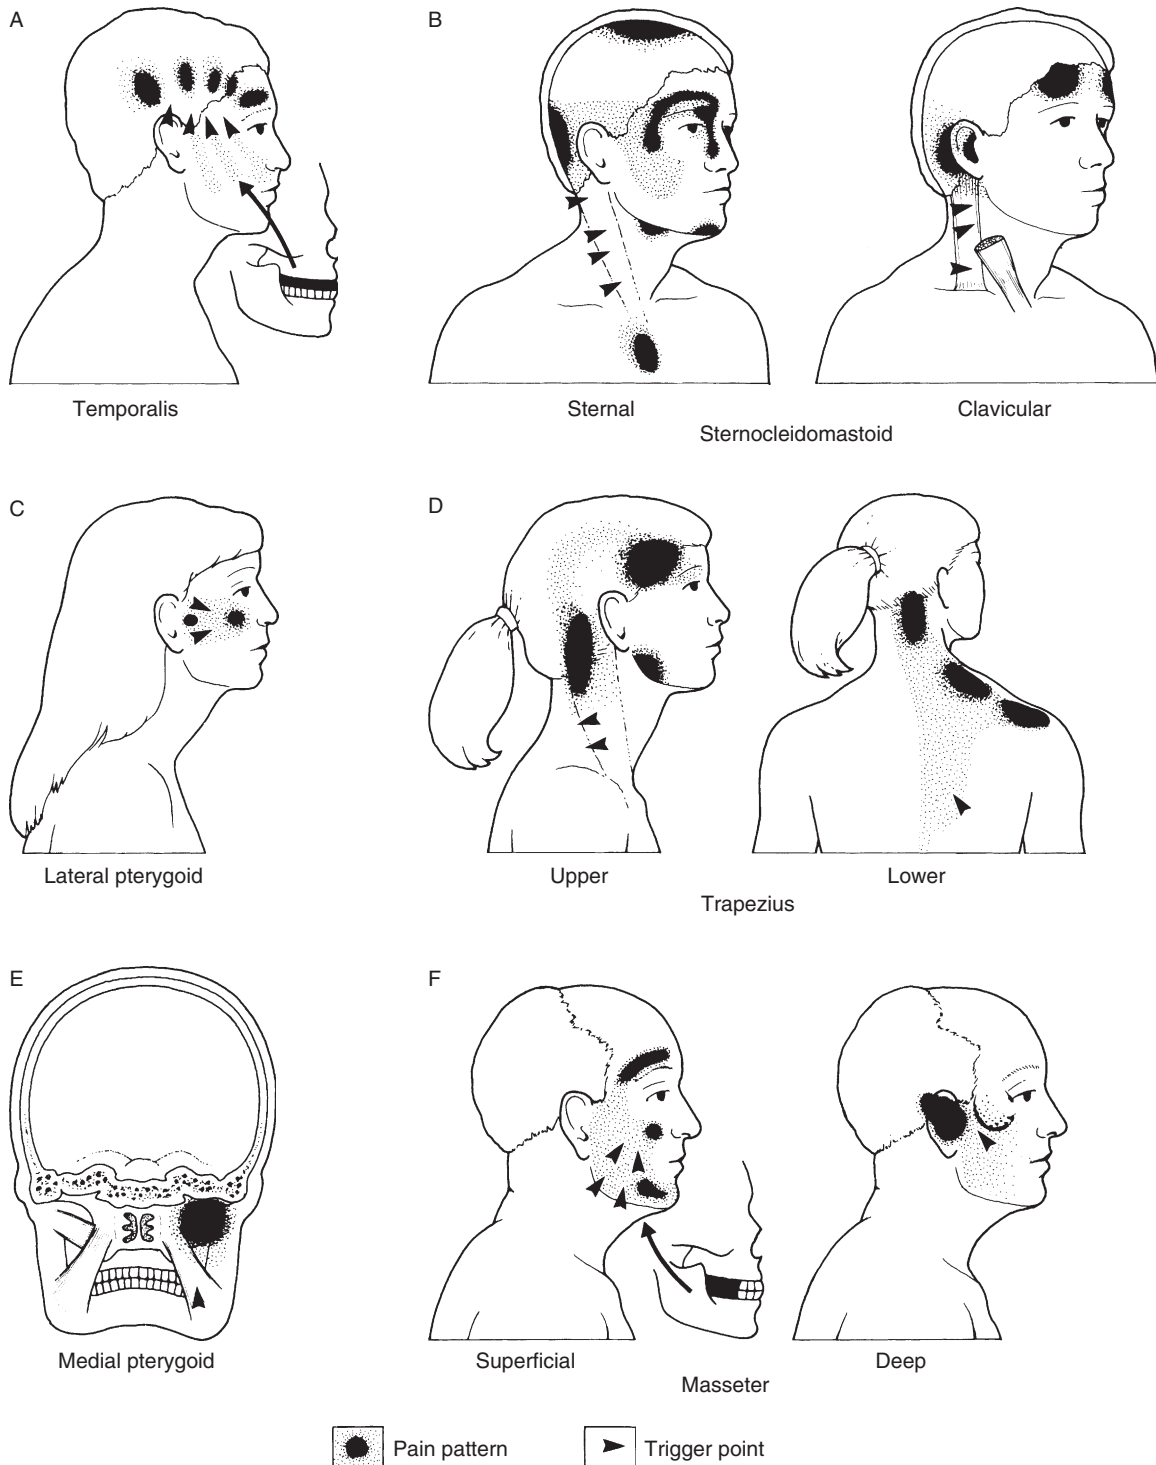 A
B
Temporalis
Sternal
Clavicular
Sternocleidomastoid
C
D
Lateral pterygoid
Upper
Lower
Trapezius
E
F
Medial pterygoid
Superficial
Deep
Masseter
Pain pattern
Trigger point